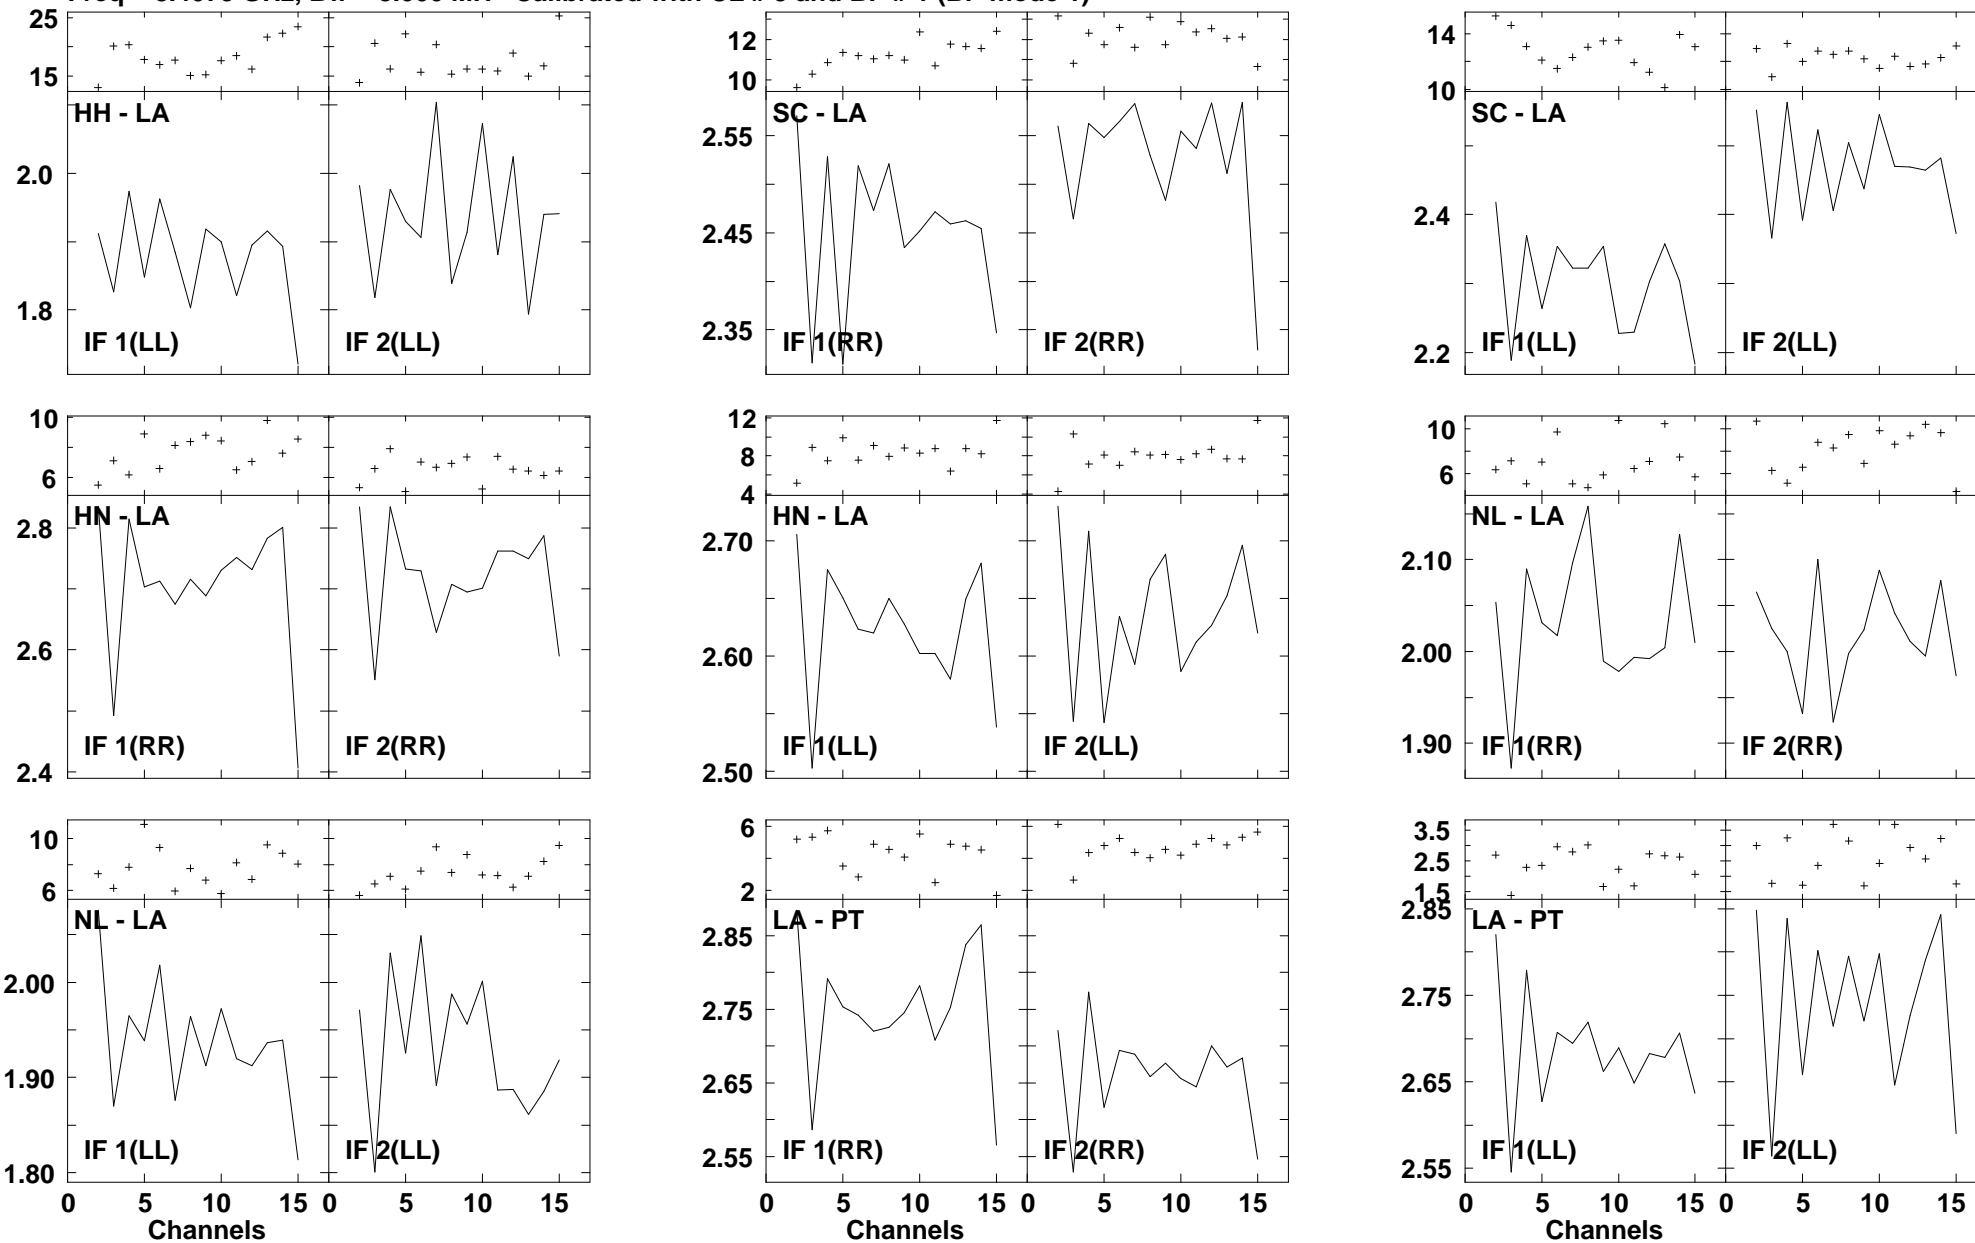 25
15
HH - LA
2.0
1.8
IF 1(LL)
IF 2(LL)
12
10
SC - LA
2.55
2.45
2.35
IF 1(RR)
IF 2(RR)
14
10
SC - LA
2.4
2.2
IF 1(LL)
IF 2(LL)
10
6
HN - LA
2.8
2.6
2.4
IF 1(RR)
IF 2(RR)
12
8
4
HN - LA
2.70
2.60
2.50
IF 1(LL)
IF 2(LL)
10
6
NL - LA
2.10
2.00
1.90
IF 1(RR)
IF 2(RR)
10
6
NL - LA
2.00
1.90
1.80
IF 1(LL)
IF 2(LL)
0 5 10 15 0 5 10 15
Channels
6
2
LA - PT
2.85
2.75
2.65
2.55
IF 1(RR)
IF 2(RR)
0 5 10 15 0 5 10 15
Channels
3.5
2.5
1.5
LA - PT
2.85
2.75
2.65
2.55
IF 1(LL)
IF 2(LL)
0 5 10 15 0 5 10 15
Channels